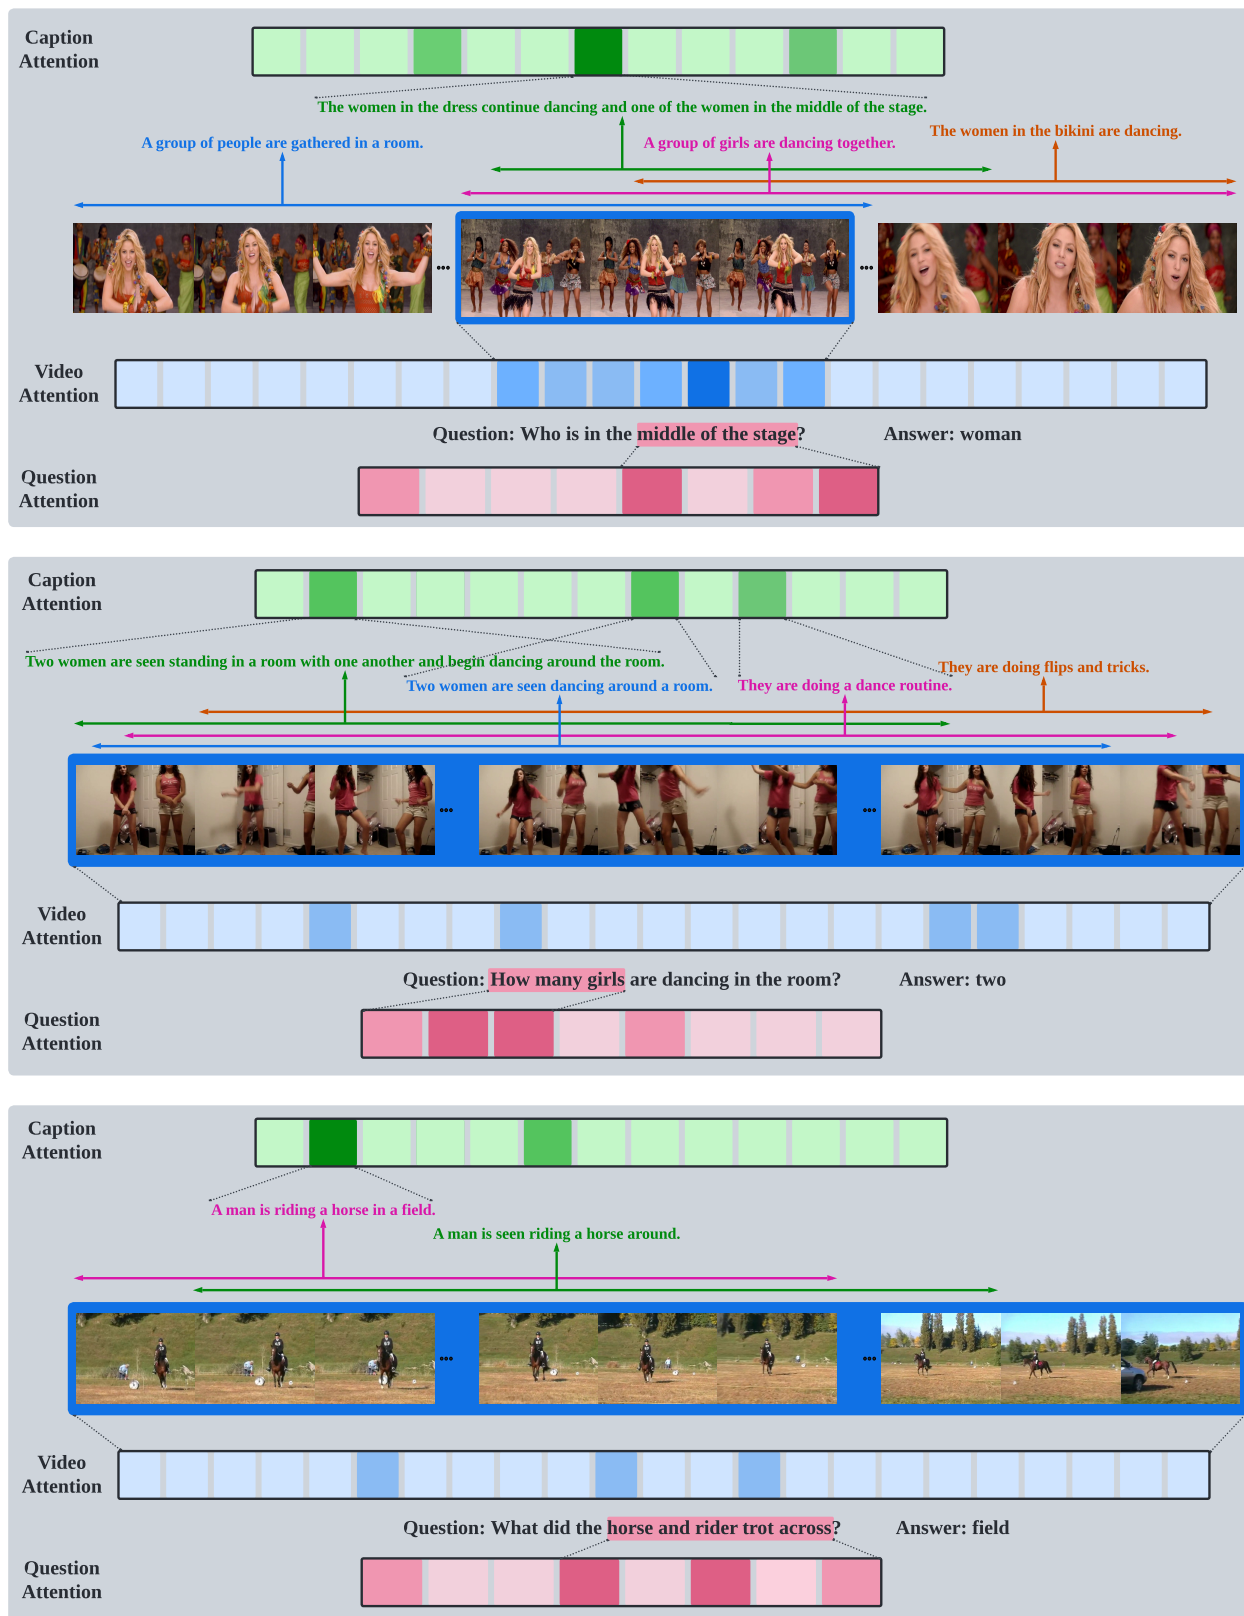 Caption
Attention
The women in the dress continue dancing and one of the women in the middle of the stage.
The women in the bikini are dancing.
A group of people are gathered in a room.
A group of girls are dancing together.
...
...
Video
Attention
Question: Who is in the middle of the stage?
Answer: woman
Question
Attention
Caption
Attention
Two women are seen standing in a room with one another and begin dancing around the room.
They are doing flips and tricks.
Two women are seen dancing around a room.
They are doing a dance routine.
...
...
Video
Attention
Question: How many girls are dancing in the room?
Answer: two
Question
Attention
Caption
Attention
A man is riding a horse in a field.
A man is seen riding a horse around.
...
...
Video
Attention
Question: What did the horse and rider trot across?
Answer: field
Question
Attention